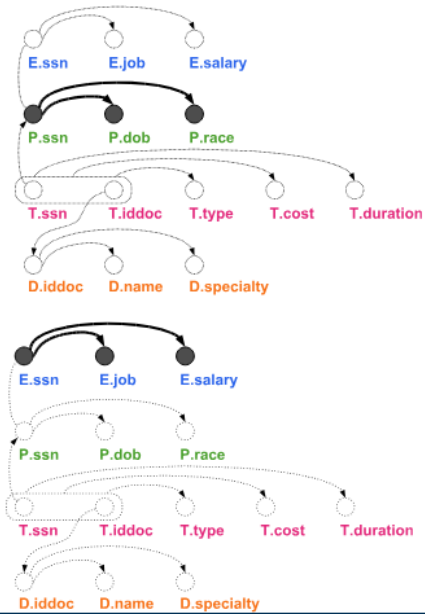 E.ssn E.job E.salary
P.ssn P.dob P.race
T.ssn T.iddoc T.type T.cost T.duration
D.iddoc D.name D.specialty
E.ssn E.job E.salary
P.ssn P.dob P.race
T.ssn T.iddoc T.type T.cost T.duration
D.iddoc D.name D.specialty